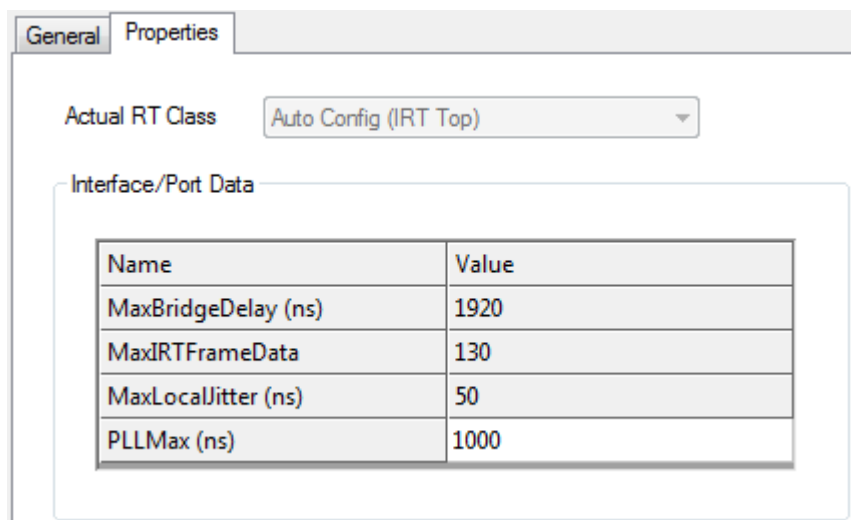 General Properties
Actual RT Class Auto Config (IRT Top)
Interface/Port Data
Name Value
MaxBridgeDelay (ns) 1920
MaxIRTFrameData 130
MaxLocalJitter (ns) 50
PLLMax (ns) 1000